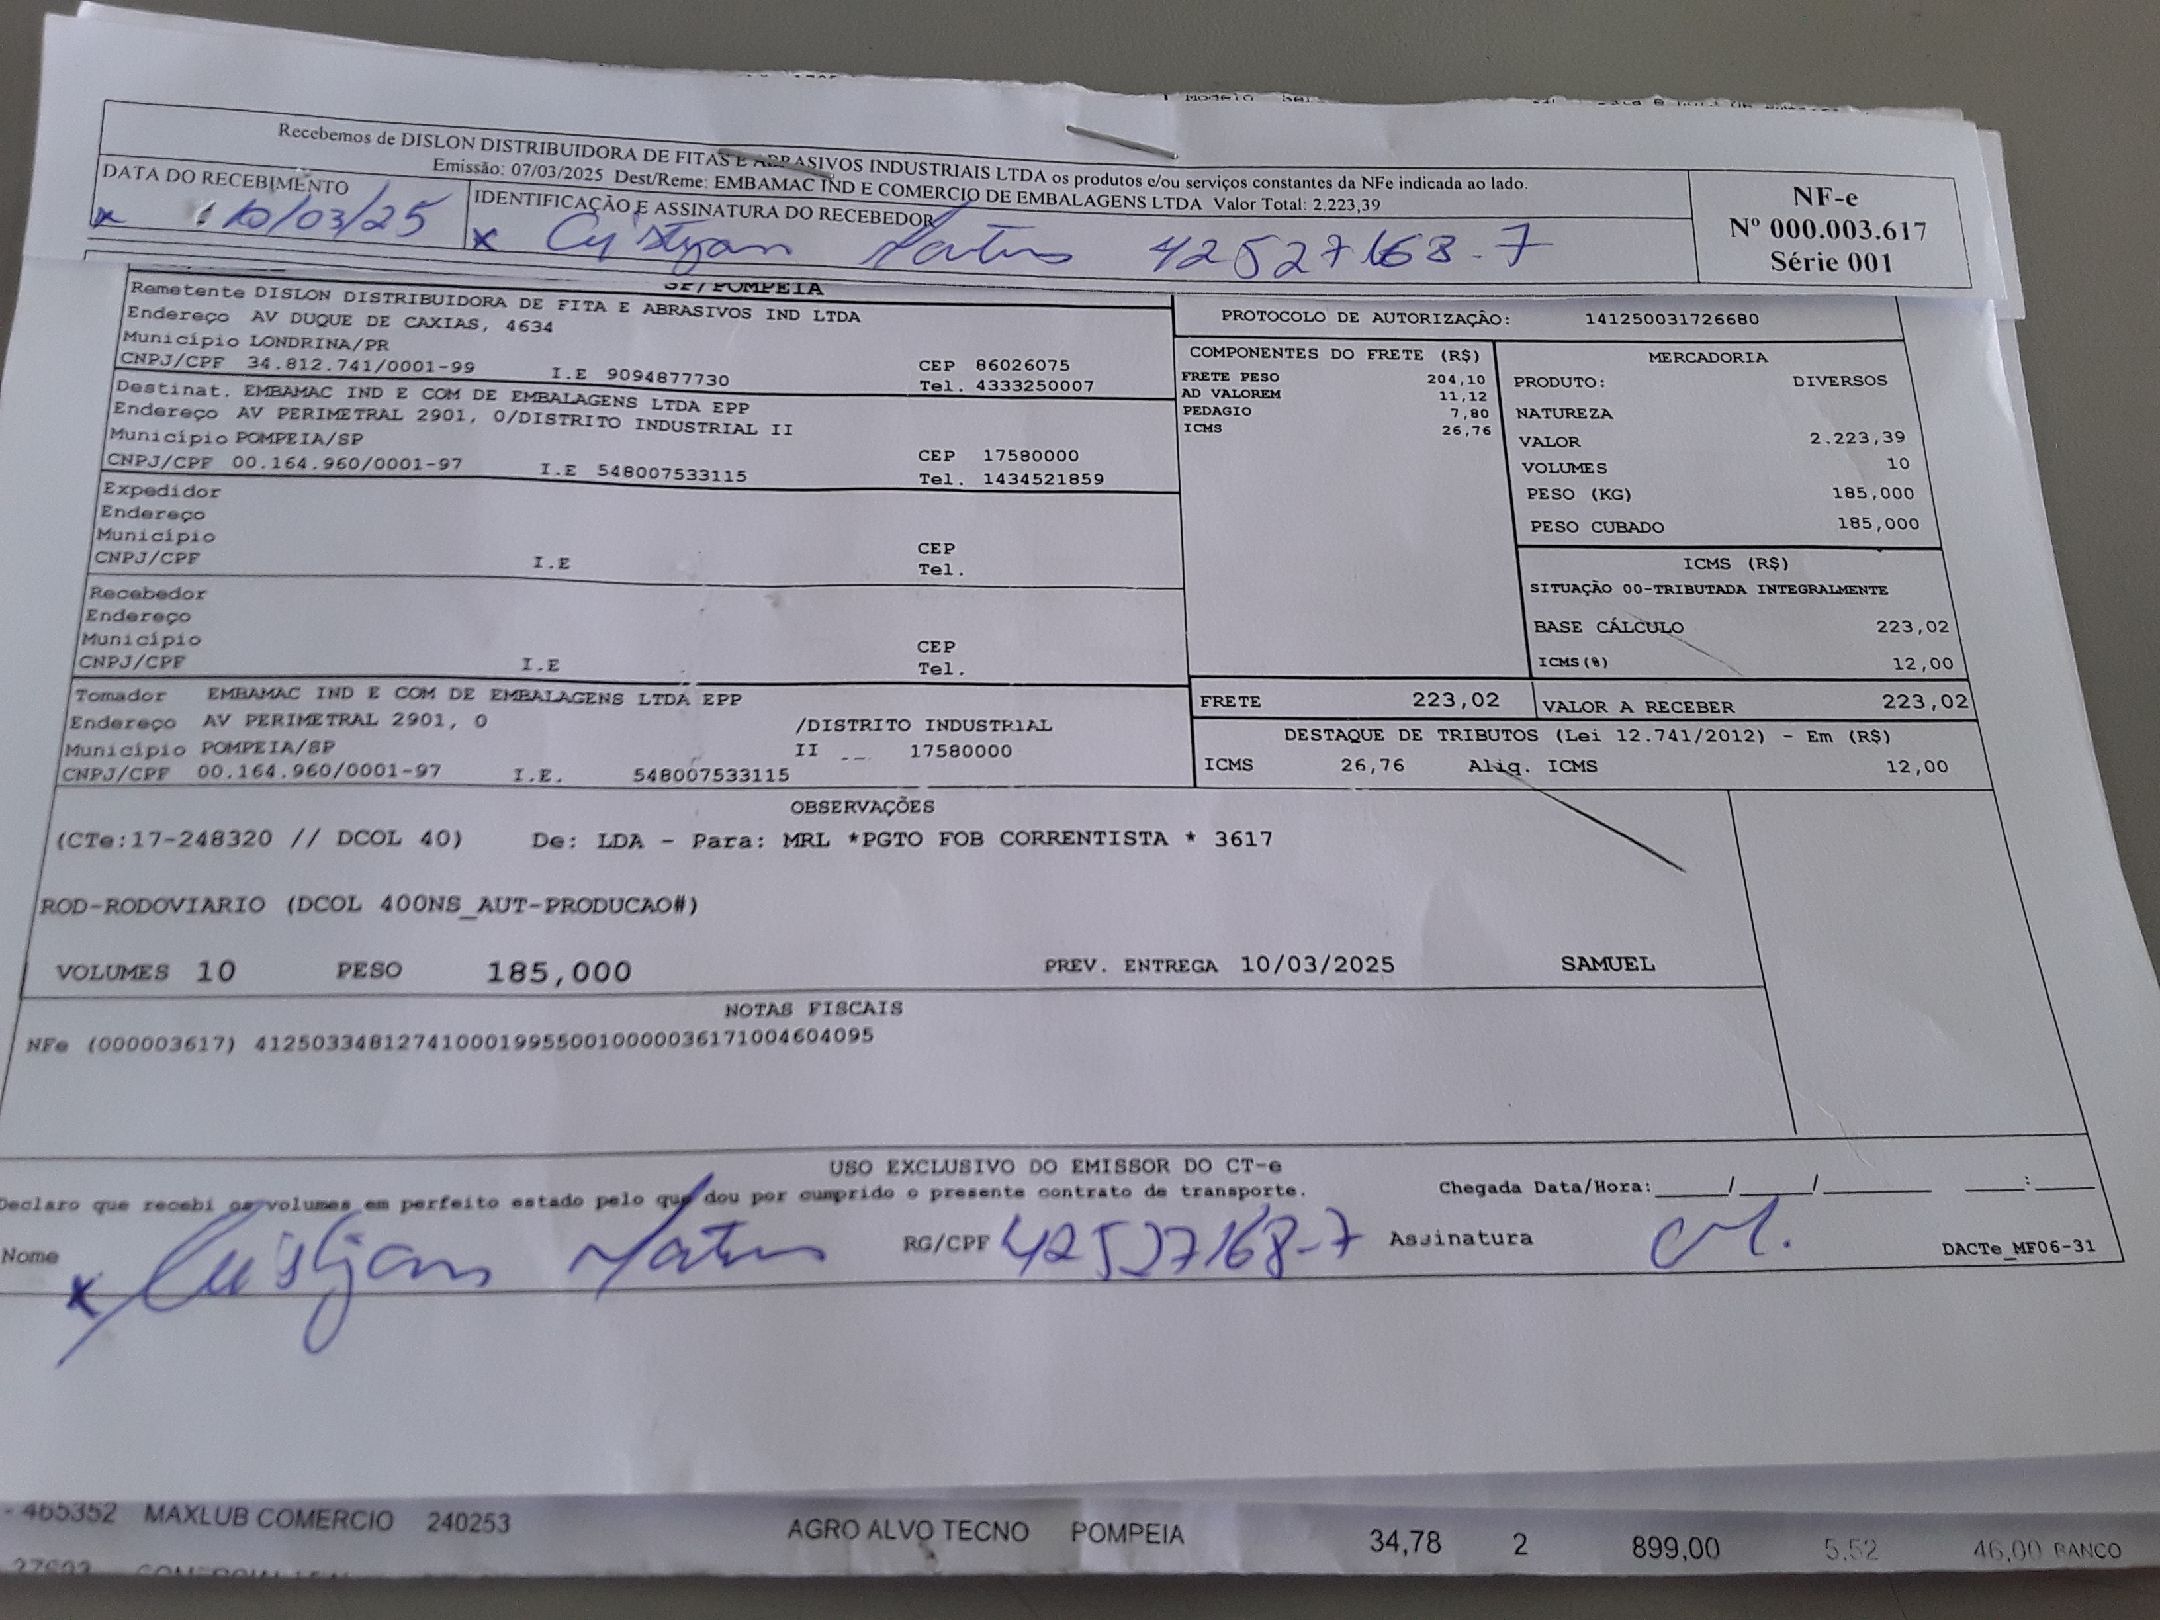 Recebemos de DISLON DISTRIBUIDORA DE FITAS E ABRASIVOS INDUSTRIAIS LTDA os produtos e/ou serviços constantes da NFe indicada ao lado.
Emissão: 07/03/2025 Dest/Reme: EMBAMAC IND E COMERCIO DE EMBALAGENS LTDA Valor Total: 2.223,39
DATA DO RECEBIMENTO
x 10/03/25
IDENTIFICAÇÃO E ASSINATURA DO RECEBEDOR
x 42527168-7
NF-e
Nº 000.003.617
Série 001
SP/POMPEIA
Remetente DISLON DISTRIBUIDORA DE FITA E ABRASIVOS IND LTDA
Endereço AV DUQUE DE CAXIAS, 4634
Município LONDRINA/PR CEP 86026075
CNPJ/CPF 34.812.741/0001-99 I.E 9094877730 Tel. 4333250007
Destinat. EMBAMAC IND E COM DE EMBALAGENS LTDA EPP
Endereço AV PERIMETRAL 2901, 0/DISTRITO INDUSTRIAL II
Município POMPEIA/SP CEP 17580000
CNPJ/CPF 00.164.960/0001-97 I.E 548007533115 Tel. 1434521859
Expedidor
Endereço
Município CEP
CNPJ/CPF I.E Tel.
Recebedor
Endereço
Município CEP
CNPJ/CPF I.E Tel.
Tomador EMBAMAC IND E COM DE EMBALAGENS LTDA EPP
Endereço AV PERIMETRAL 2901, 0 /DISTRITO INDUSTRIAL
Município POMPEIA/SP II 17580000
CNPJ/CPF 00.164.960/0001-97 I.E. 548007533115
PROTOCOLO DE AUTORIZAÇÃO: 141250031726680
COMPONENTES DO FRETE (R$)
FRETE PESO 204,10
AD VALOREM 11,12
PEDAGIO 7,80
ICMS 26,76
MERCADORIA
PRODUTO: DIVERSOS
NATUREZA
VALOR 2.223,39
VOLUMES 10
PESO (KG) 185,000
PESO CUBADO 185,000
ICMS (R$)
SITUAÇÃO 00-TRIBUTADA INTEGRALMENTE
BASE CÁLCULO 223,02
ICMS(%) 12,00
FRETE 223,02 VALOR A RECEBER 223,02
DESTAQUE DE TRIBUTOS (Lei 12.741/2012) - Em (R$)
ICMS 26,76 Aliq. ICMS 12,00
OBSERVAÇÕES
(CTe:17-248320 // DCOL 40) De: LDA - Para: MRL *PGTO FOB CORRENTISTA * 3617
ROD-RODOVIARIO (DCOL 400NS_AUT-PRODUCAO#)
VOLUMES 10 PESO 185,000 PREV. ENTREGA 10/03/2025 SAMUEL
NOTAS FISCAIS
NFe (000003617) 41250334812741000199550010000036171004604095
USO EXCLUSIVO DO EMISSOR DO CT-e
Declaro que recebi os volumes em perfeito estado pelo que dou por cumprido o presente contrato de transporte.
Chegada Data/Hora:_____/_____/________ ____:____
Nome x RG/CPF 42527168-7 Assinatura
DACTe_MF06-31
- 465352 MAXLUB COMERCIO 240253 AGRO ALVO TECNO POMPEIA 34,78 2 899,00 5,52 46,00 BANCO